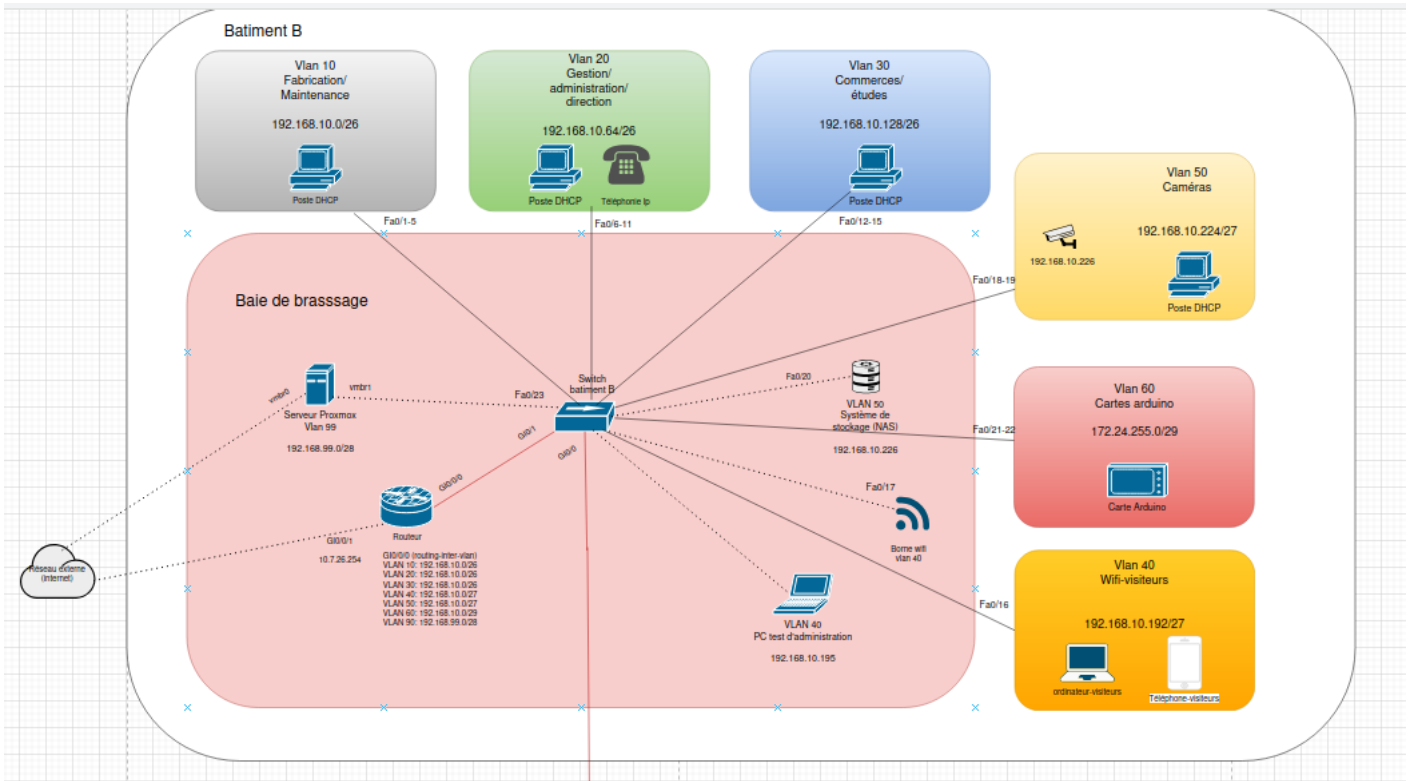 Batiment B
Vlan 10
Fabrication/
Maintenance
192.168.10.0/26
Poste DHCP
Vlan 20
Gestion/
administration/
direction
192.168.10.64/26
Poste DHCP
Téléphonie Ip
Vlan 30
Commerces/
études
192.168.10.128/26
Poste DHCP
Vlan 50
Caméras
192.168.10.224/27
192.168.10.226
Poste DHCP
Fa0/1-5
Fa0/6-11
Fa0/12-15
Fa0/18-19
Baie de brasssage
Switch
batiment B
vmbr0
vmbr1
Fa0/23
Fa0/20
Serveur Proxmox
Vlan 99
192.168.99.0/28
VLAN 50
Système de
stockage (NAS)
192.168.10.226
Vlan 60
Cartes arduino
172.24.255.0/29
Carte Arduino
Fa0/21-22
Gi0/1
Gi0/0
Gi0/0/0
Fa0/17
Borne wifi
vlan 40
Routeur
Gi0/0/1
10.7.26.254
Gi0/0/0 (routing-inter-vlan)
VLAN 10: 192.168.10.0/26
VLAN 20: 192.168.10.0/26
VLAN 30: 192.168.10.0/26
VLAN 40: 192.168.10.0/27
VLAN 50: 192.168.10.0/27
VLAN 60: 192.168.10.0/29
VLAN 90: 192.168.99.0/28
Réseau externe
(Internet)
VLAN 40
PC test d'administration
192.168.10.195
Fa0/16
Vlan 40
Wifi-visiteurs
192.168.10.192/27
ordinateur-visiteurs
Téléphone-visiteurs